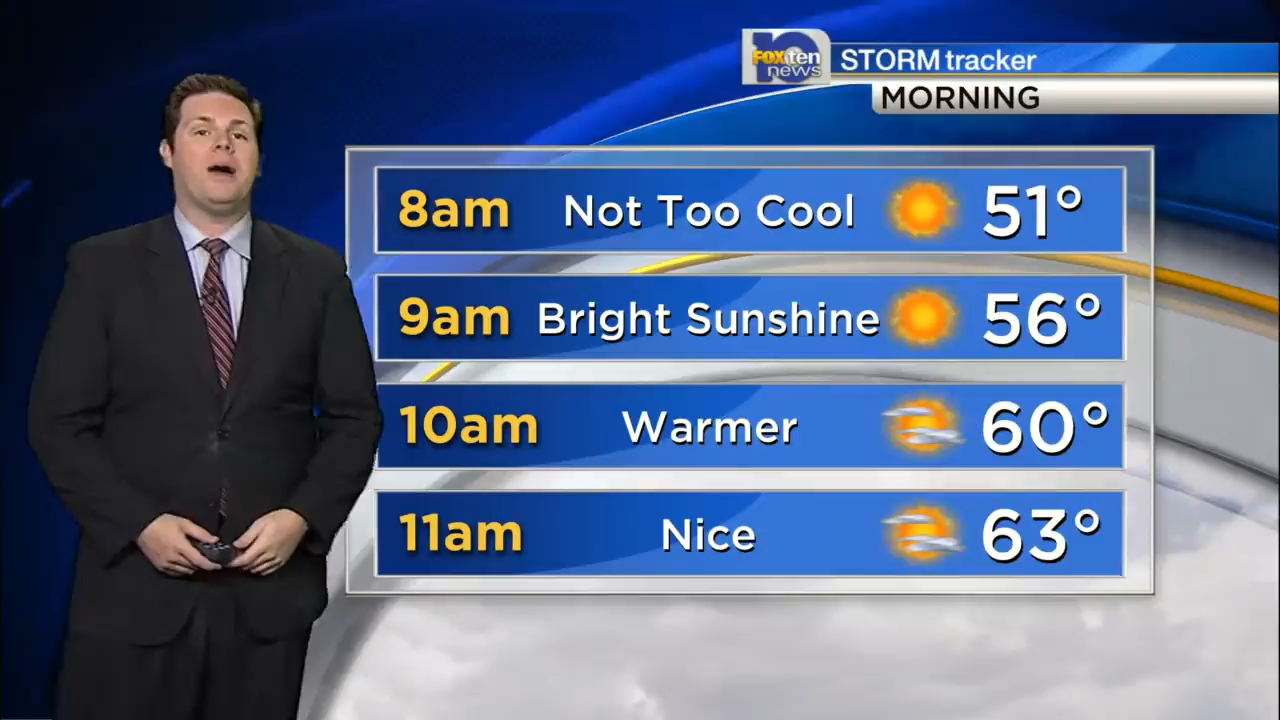 10
FOX ten
news
STORM tracker
MORNING
8am Not Too Cool 51°
9am Bright Sunshine 56°
10am Warmer 60°
11am Nice 63°